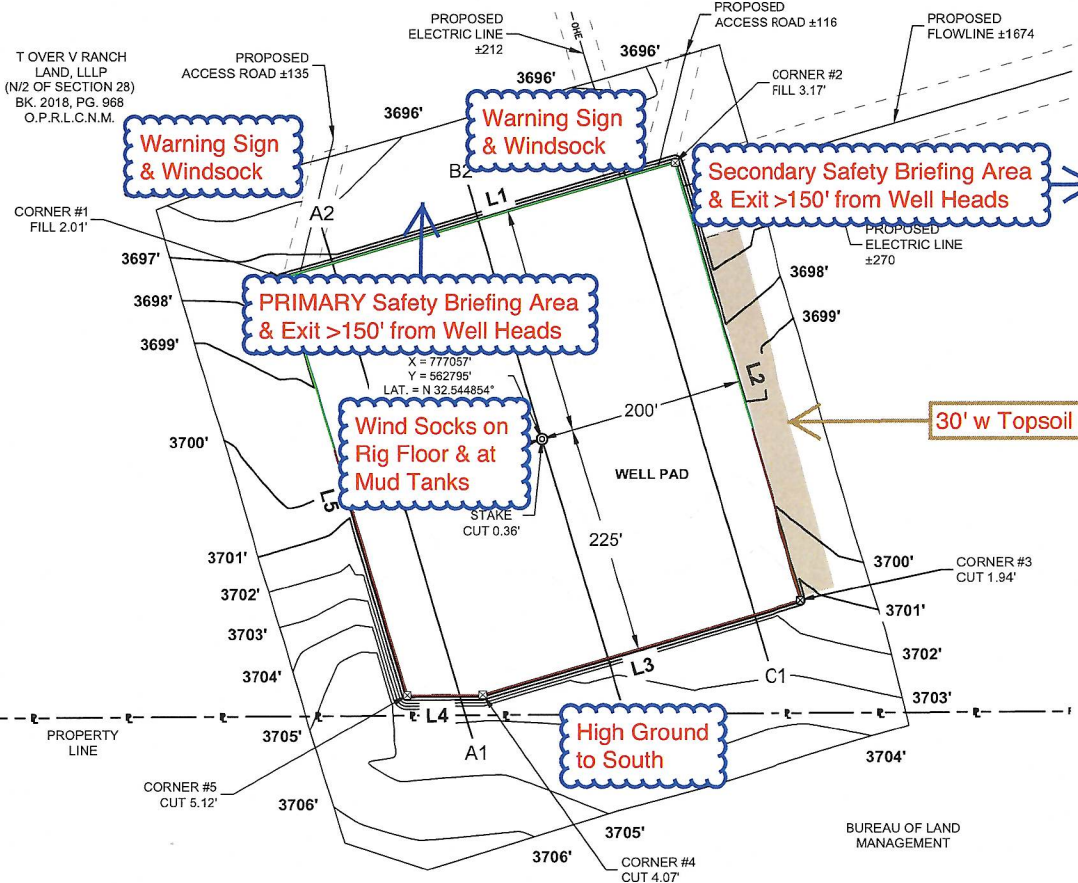 T OVER V RANCH
LAND, LLLP
(N/2 OF SECTION 28)
BK. 2018, PG. 968
O.P.R.L.C.N.M.
PROPOSED
ACCESS ROAD ±135
PROPOSED
ELECTRIC LINE
±212
OHE
PROPOSED
ACCESS ROAD ±116
PROPOSED
FLOWLINE ±1674
3696'
3696'
3696'
CORNER #2
FILL 3.17'
Warning Sign
& Windsock
Warning Sign
& Windsock
Secondary Safety Briefing Area
& Exit >150' from Well Heads
B2
L1
A2
CORNER #1
FILL 2.01'
PROPOSED
ELECTRIC LINE
±270
3697'
3698'
3699'
3698'
3699'
PRIMARY Safety Briefing Area
& Exit >150' from Well Heads
X = 777057'
Y = 562795'
LAT. = N 32.544854°
L2
200'
30' w Topsoil
Wind Socks on
Rig Floor & at
Mud Tanks
WELL PAD
3700'
L5
STAKE
CUT 0.36'
225'
3701'
3702'
3703'
3704'
3705'
3700'
3701'
3702'
3703'
3704'
CORNER #3
CUT 1.94'
L3
C1
L4
A1
PROPERTY
LINE
High Ground
to South
CORNER #5
CUT 5.12'
3706'
3705'
3706'
CORNER #4
CUT 4.07'
BUREAU OF LAND
MANAGEMENT